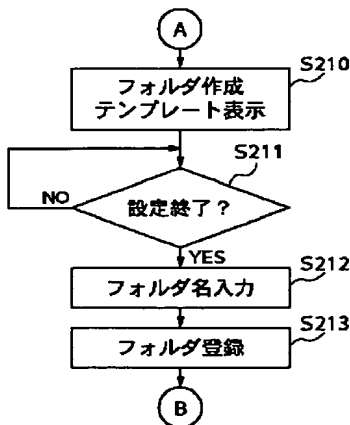 A
S210
フォルダ作成
テンプレート表示
S211
設定終了？
NO
YES
S212
フォルダ名入力
S213
フォルダ登録
B